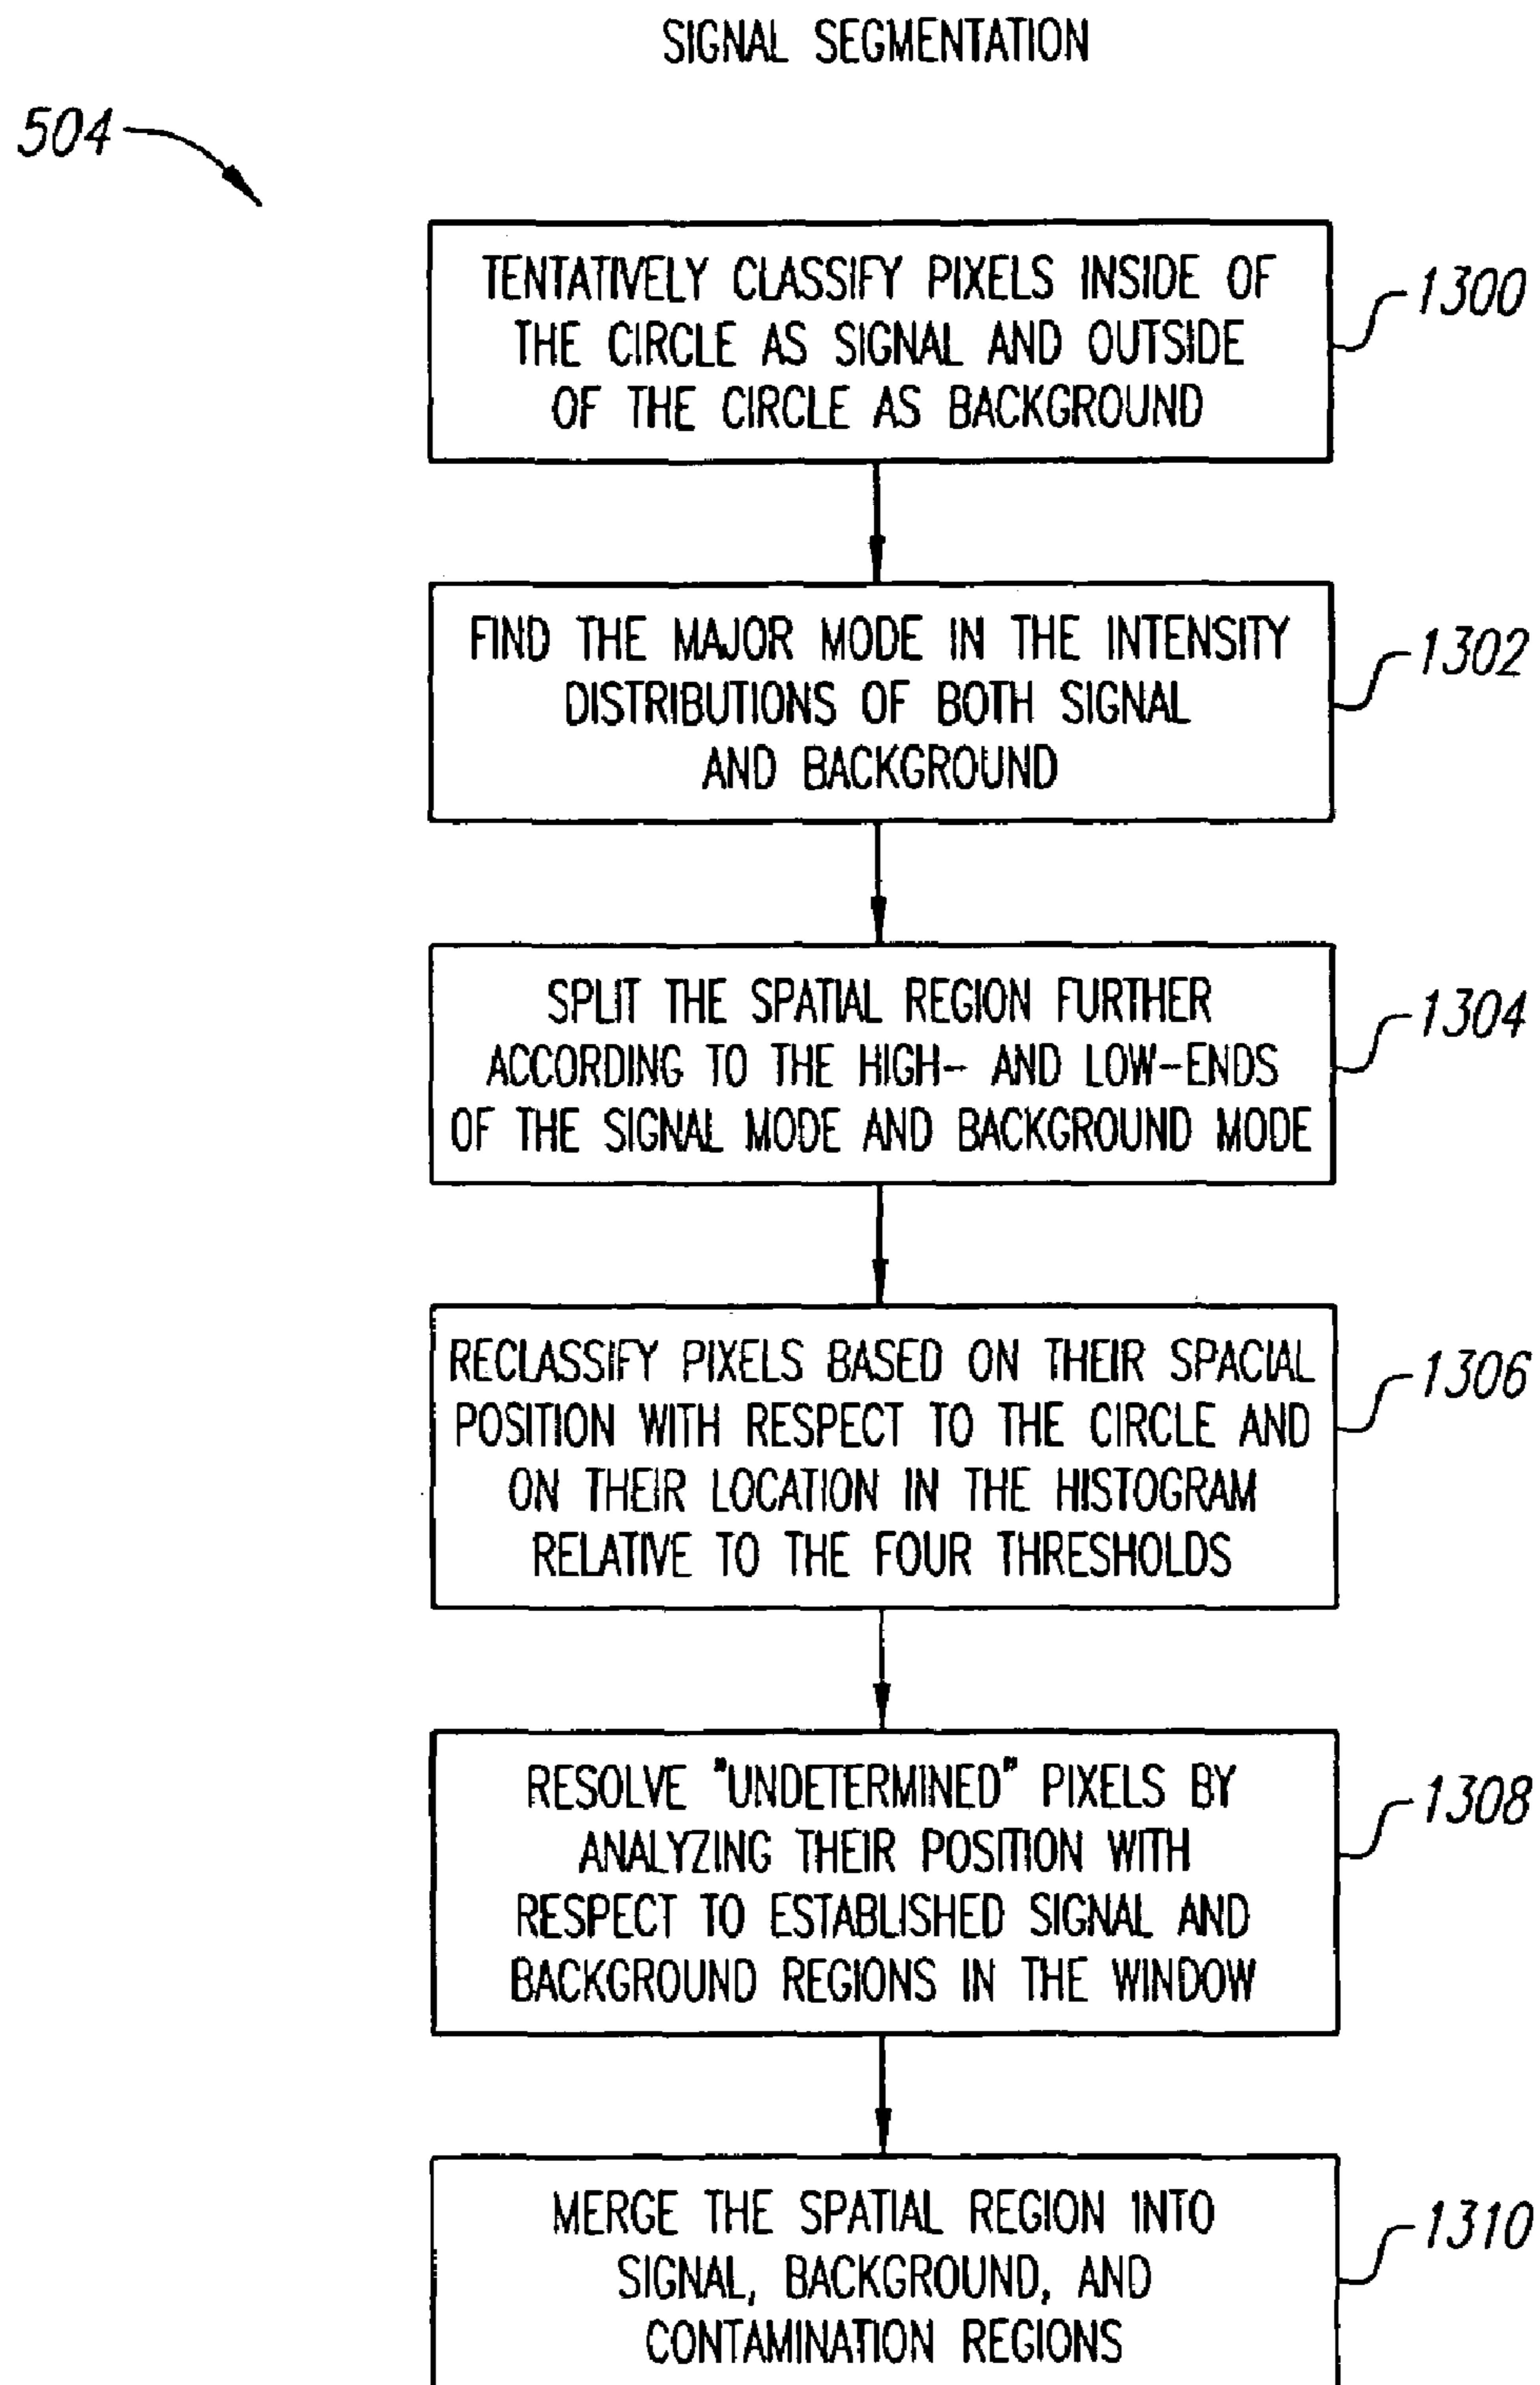 SIGNAL SEGMENTATION
504
TENTATIVELY CLASSIFY PIXELS INSIDE OF
THE CIRCLE AS SIGNAL AND OUTSIDE
OF THE CIRCLE AS BACKGROUND
1300
FIND THE MAJOR MODE IN THE INTENSITY
DISTRIBUTIONS OF BOTH SIGNAL
AND BACKGROUND
1302
SPLIT THE SPATIAL REGION FURTHER
ACCORDING TO THE HIGH- AND LOW-ENDS
OF THE SIGNAL MODE AND BACKGROUND MODE
1304
RECLASSIFY PIXELS BASED ON THEIR SPACIAL
POSITION WITH RESPECT TO THE CIRCLE AND
ON THEIR LOCATION IN THE HISTOGRAM
RELATIVE TO THE FOUR THRESHOLDS
1306
RESOLVE "UNDETERMINED" PIXELS BY
ANALYZING THEIR POSITION WITH
RESPECT TO ESTABLISHED SIGNAL AND
BACKGROUND REGIONS IN THE WINDOW
1308
MERGE THE SPATIAL REGION INTO
SIGNAL, BACKGROUND, AND
CONTAMINATION REGIONS
1310